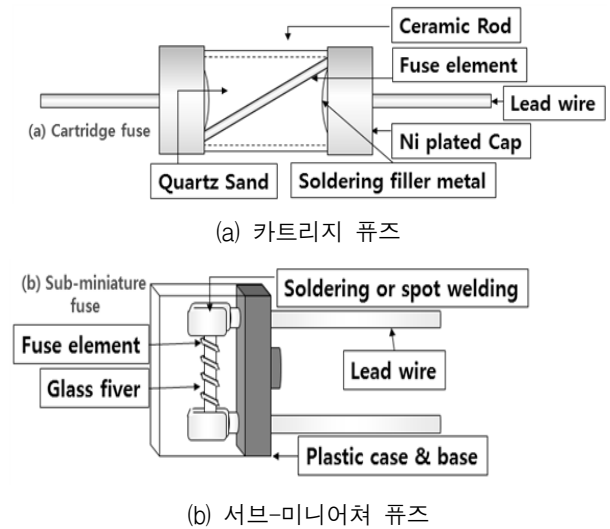 Ceramic Rod
Fuse element
Lead wire
(a) Cartridge fuse
Ni plated Cap
Quartz Sand
Soldering filler metal
(a) 카트리지 퓨즈
(b) Sub-miniature
fuse
Soldering or spot welding
Fuse element
Lead wire
Glass fiver
Plastic case & base
(b) 서브-미니어쳐 퓨즈